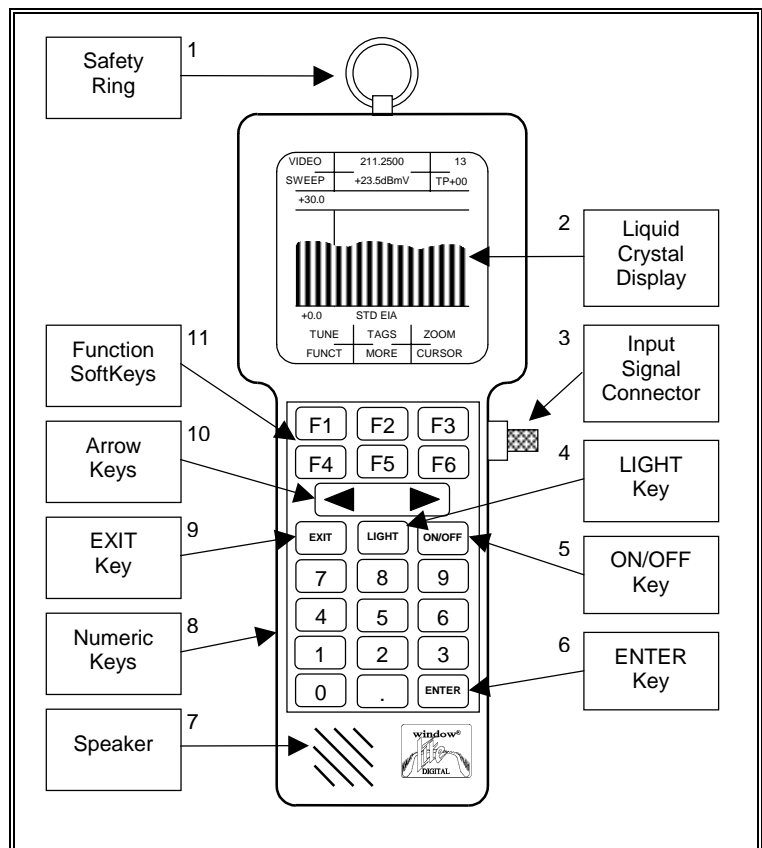 1
Safety
Ring
VIDEO 211.2500 13
SWEEP +23.5dBmV TP+00
+30.0
2
Liquid
Crystal
Display
+0.0 STD EIA
TUNE TAGS ZOOM
FUNCT MORE CURSOR
11
Function
SoftKeys
3
Input
Signal
Connector
F1 F2 F3
F4 F5 F6
10
Arrow
Keys
4
LIGHT
Key
EXIT LIGHT ON/OFF
9
EXIT
Key
5
ON/OFF
Key
7 8 9
4 5 6
1 2 3
0 . ENTER
8
Numeric
Keys
6
ENTER
Key
7
Speaker
window®
Lite
DIGITAL